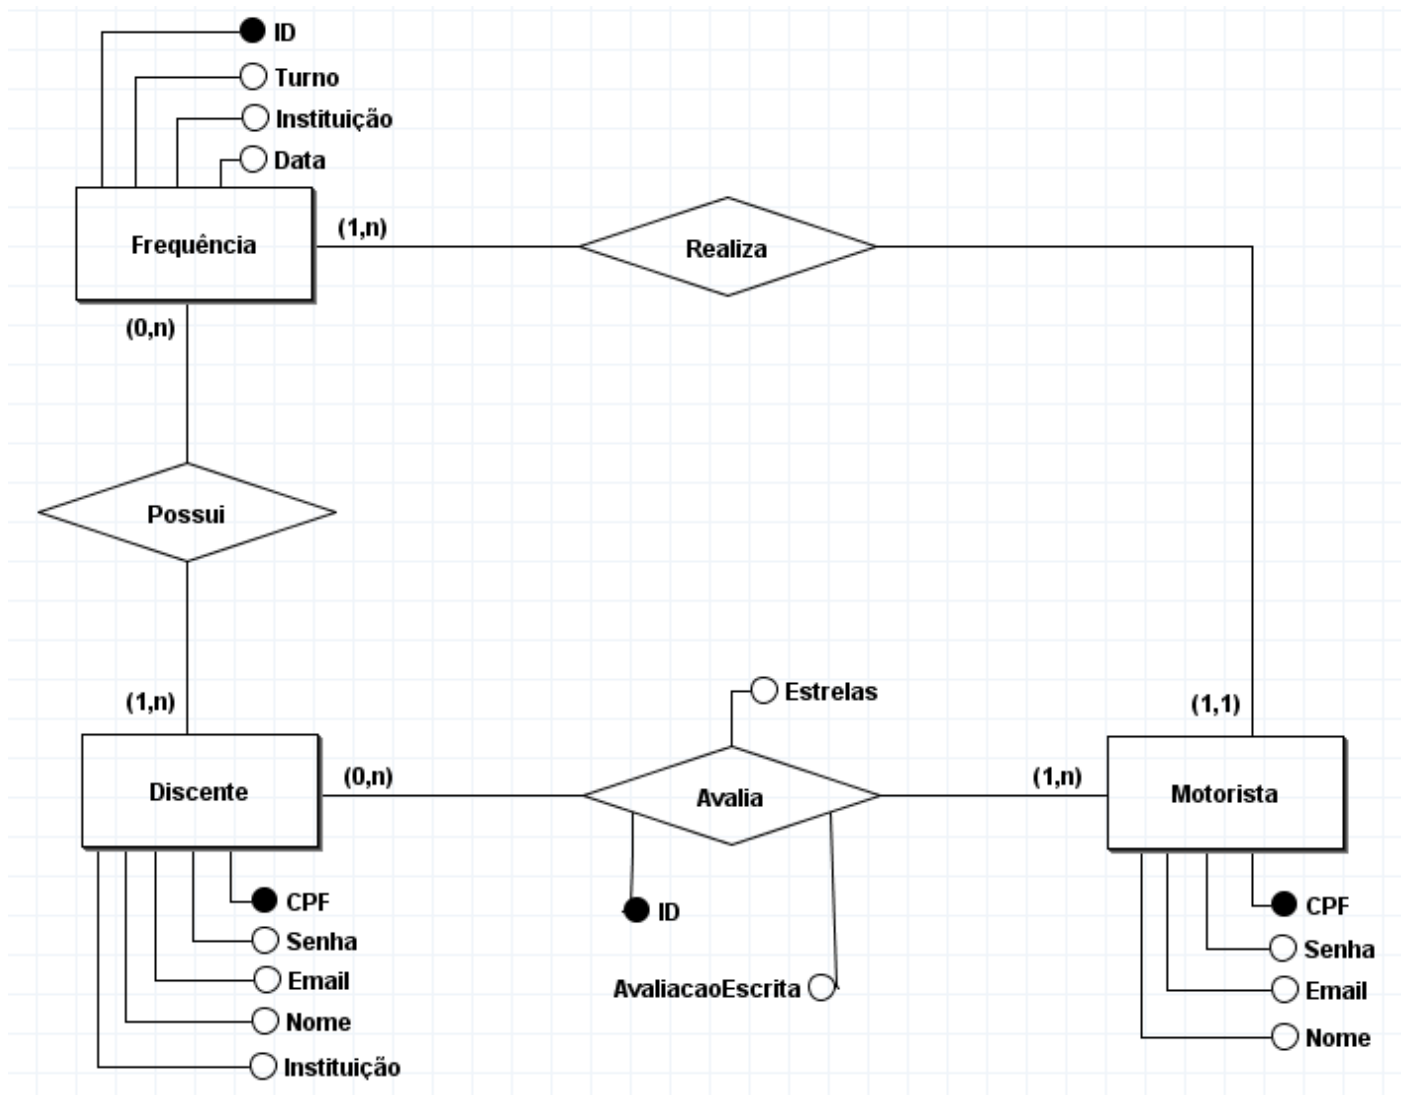 ID
Turno
Instituição
Data
Frequência
(1,n)
Realiza
(0,n)
Possui
(1,n)
(1,1)
Estrelas
Discente
(0,n)
Avalia
(1,n)
Motorista
ID
AvaliacaoEscrita
CPF
Senha
Email
Nome
Instituição
CPF
Senha
Email
Nome